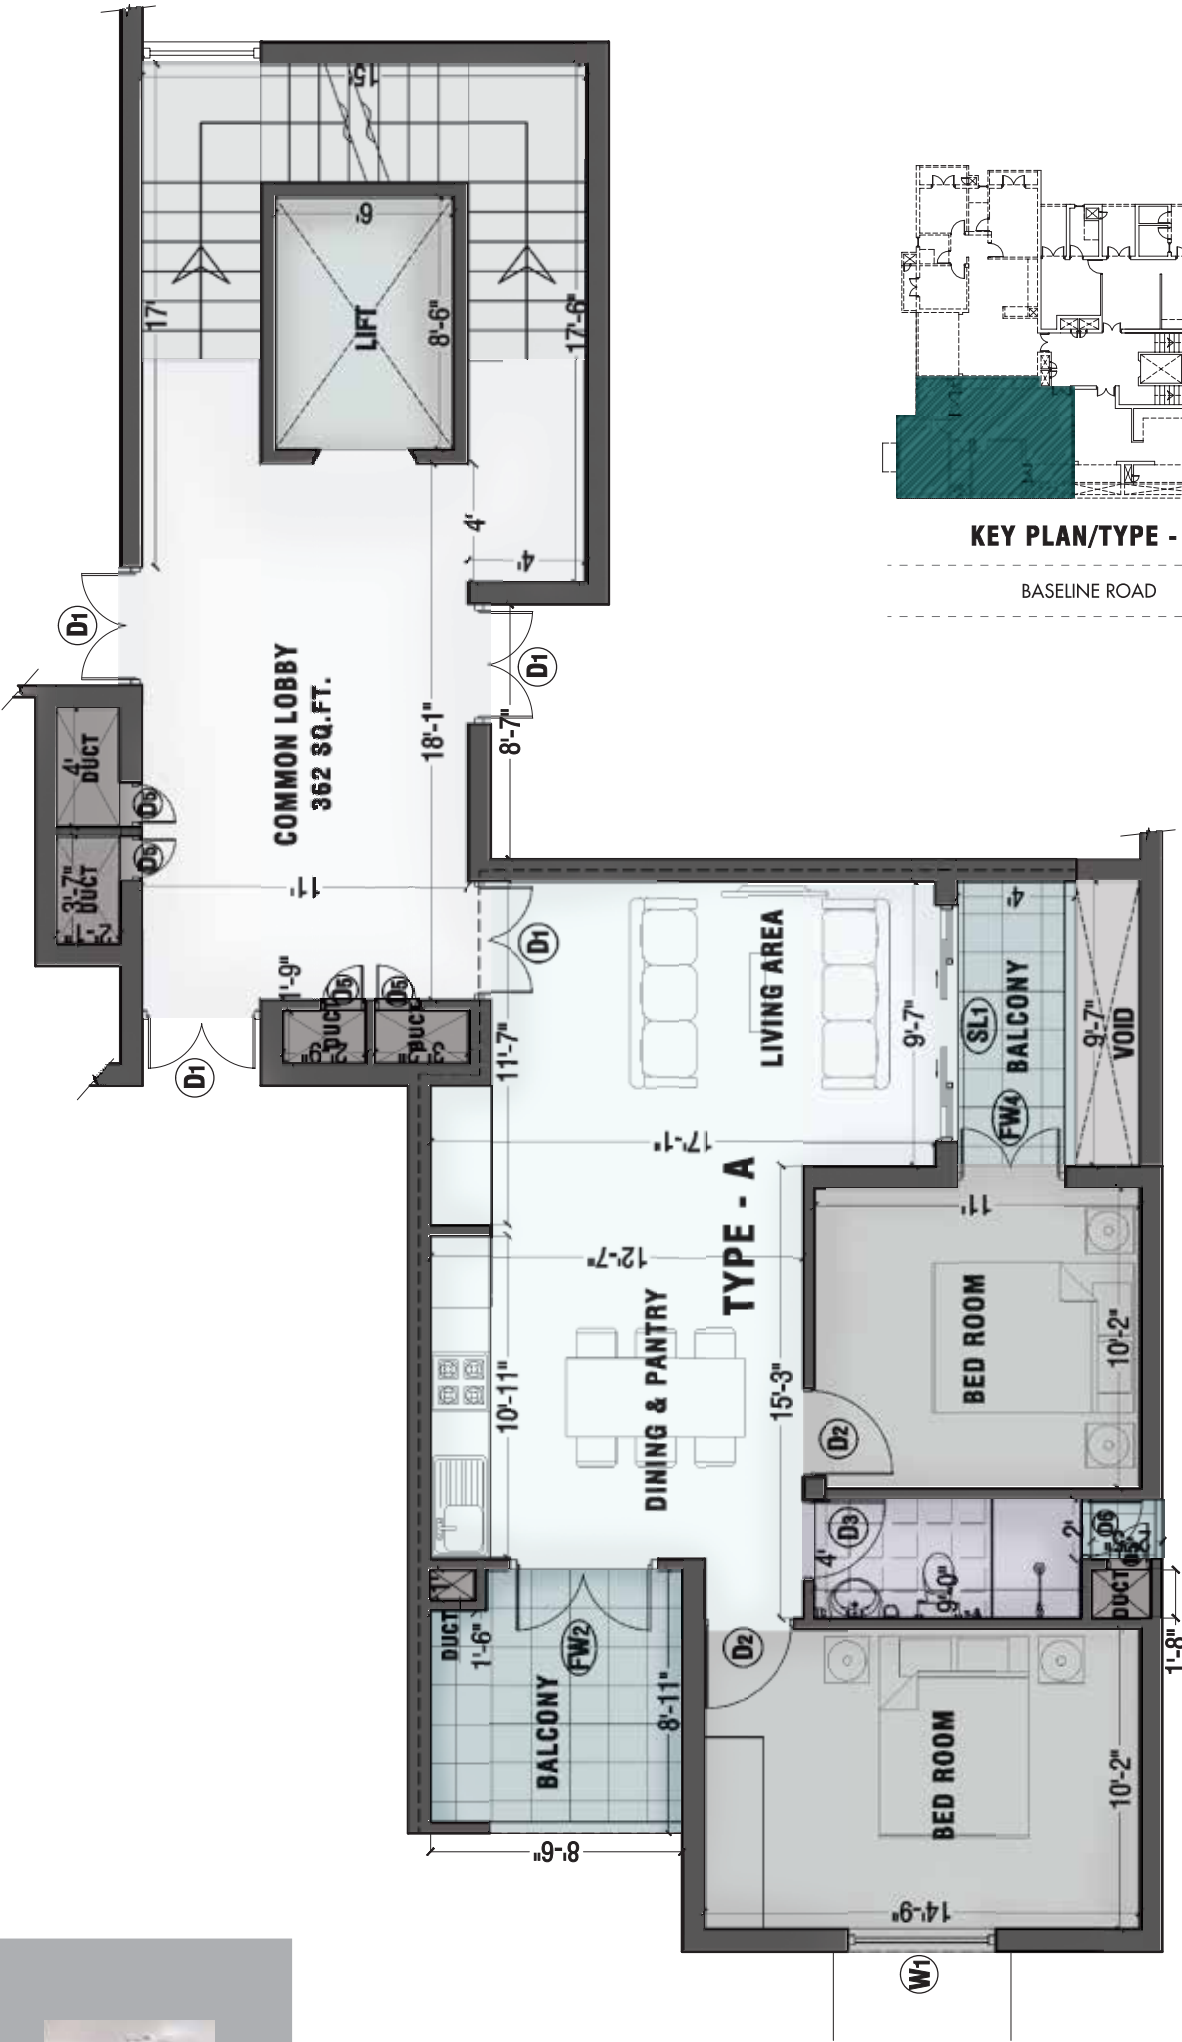 15'
6'
LIFT
8'-6"
17'
17'-6"
4'
4'
KEY PLAN/TYPE -
BASELINE ROAD
D1
D1
COMMON LOBBY
362 SQ.FT.
18'-1"
8'-7"
4'
DUCT
D5
D5
3'-7"
DUCT
2'-1"
11'
1'-9"
D5
D5
DUCT
D1
D1
11'-7"
LIVING AREA
9'-7"
SL1
BALCONY
4'
9'-7"
VOID
FW4
17'-1"
TYPE - A
12'-7"
11'
BED ROOM
10'-2"
10'-11"
DINING & PANTRY
15'-3"
D2
D3
4'
9'-0"
2'
D6
DUCT
1'-8"
1'
DUCT
1'-6"
FW2
BALCONY
8'-11"
8'-6"
D2
BED ROOM
10'-2"
14'-9"
W1